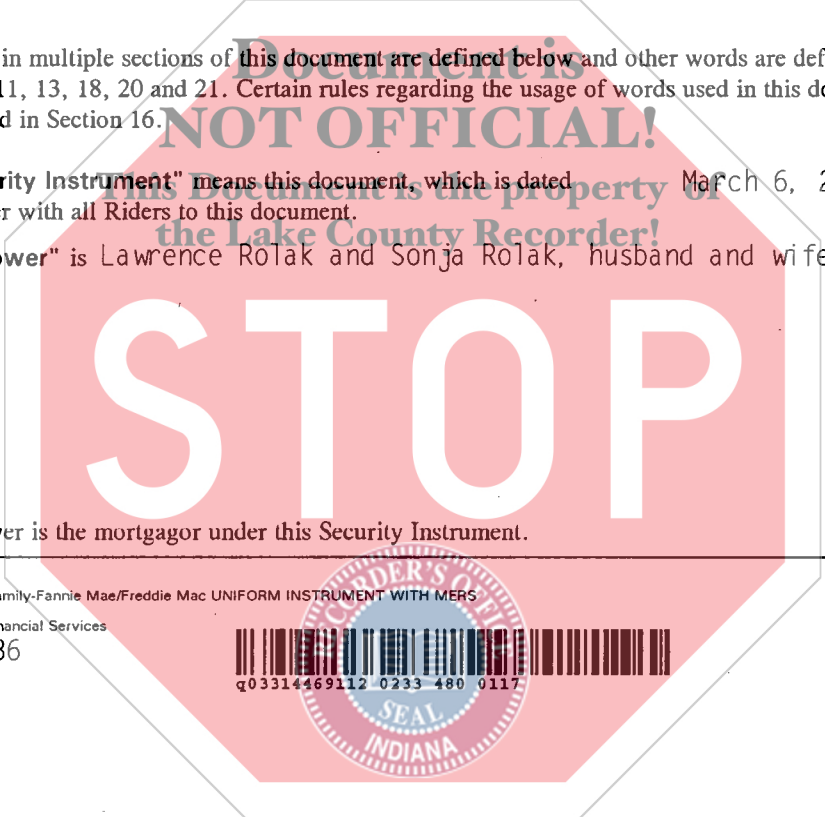 Document is
in multiple sections of this document are defined below and other words are def
11, 13, 18, 20 and 21. Certain rules regarding the usage of words used in this do
d in Section 16.
NOT OFFICIAL!
rity Instrument" means this document, which is dated March 6, 2
This Document is the property of
r with all Riders to this document.
the Lake County Recorder!
ower" is Lawrence Rolak and Sonja Rolak, husband and wife
STOP
er is the mortgagor under this Security Instrument.
mily-Fannie Mae/Freddie Mac UNIFORM INSTRUMENT WITH MERS
nancial Services
36
q03314469112 0233 480 0117
RECORDER'S OFFICE
SEAL
INDIANA